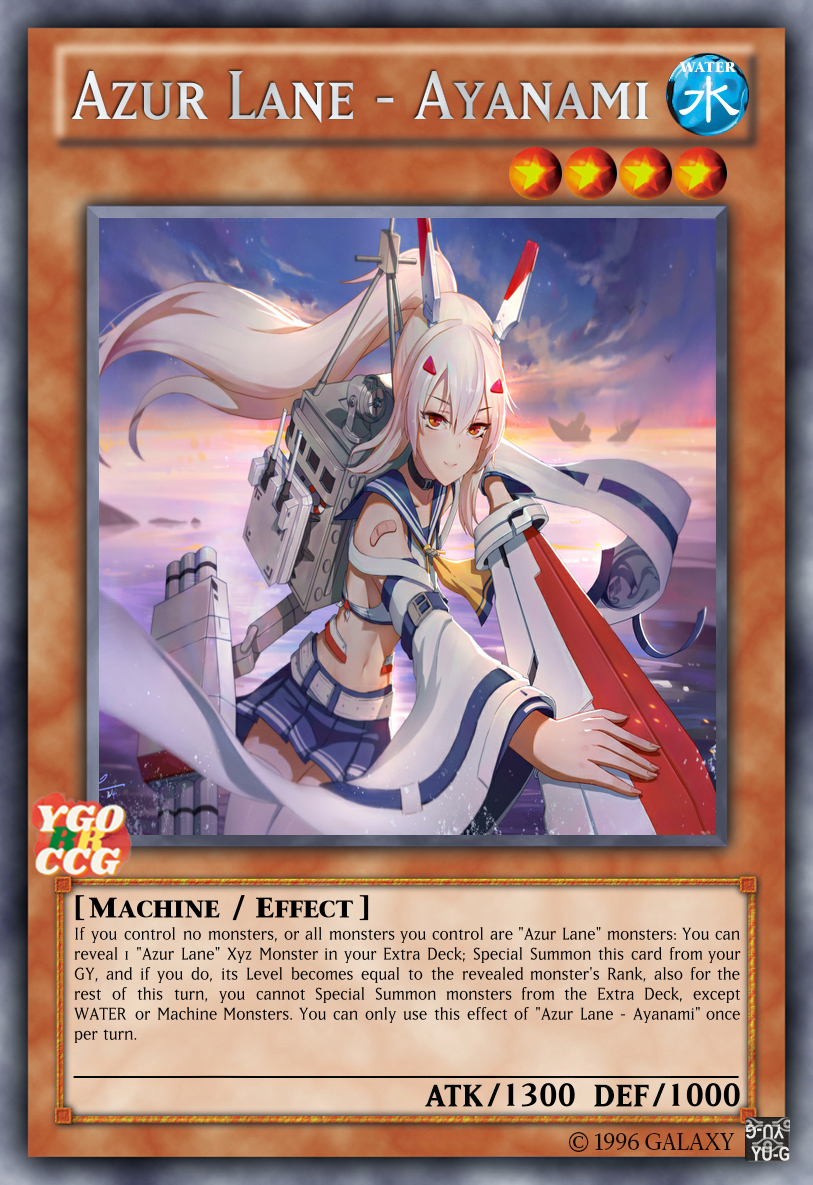 Azur Lane - Ayanami
WATER
水
YGO
CCG
[ Machine / Effect ]
If you control no monsters, or all monsters you control are "Azur Lane" monsters: You can
reveal 1 "Azur Lane" Xyz Monster in your Extra Deck; Special Summon this card from your
GY, and if you do, its Level becomes equal to the revealed monster's Rank, also for the
rest of this turn, you cannot Special Summon monsters from the Extra Deck, except
WATER or Machine Monsters. You can only use this effect of "Azur Lane - Ayanami" once
per turn.
ATK/1300 DEF/1000
© 1996 GALAXY
YU-G